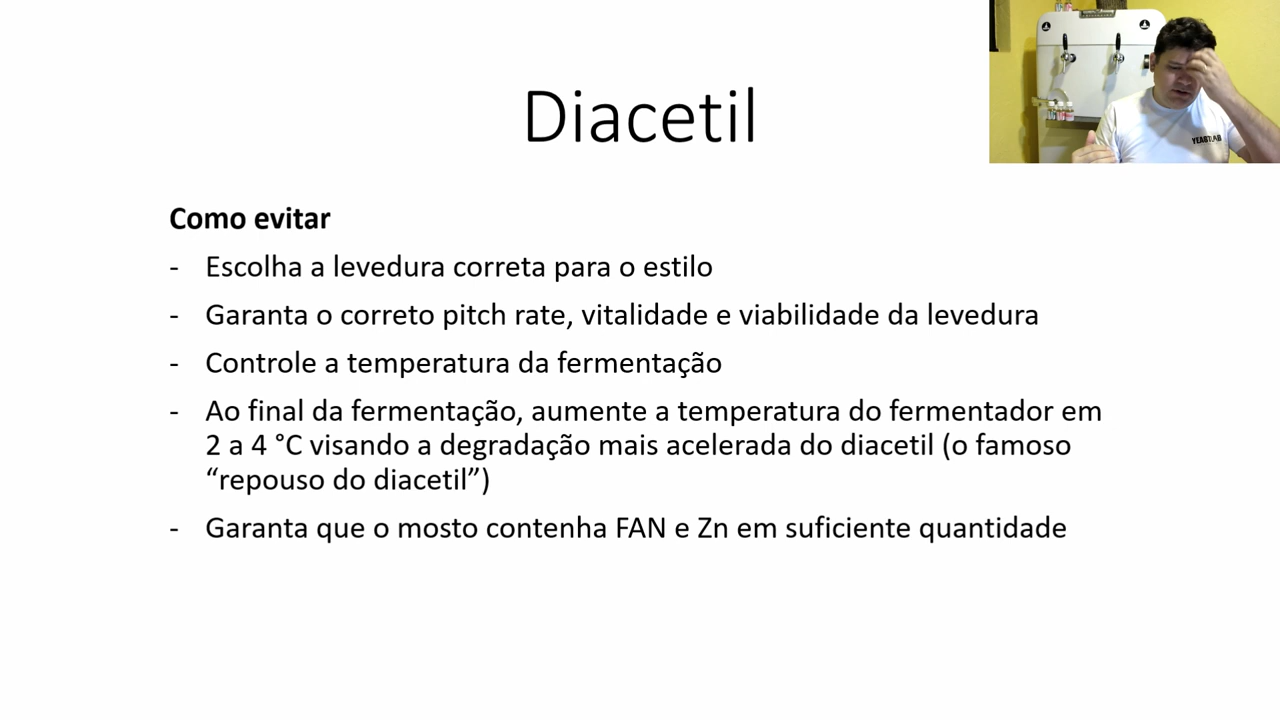 Diacetil
YEASTLAB
Como evitar
- Escolha a levedura correta para o estilo
- Garanta o correto pitch rate, vitalidade e viabilidade da levedura
- Controle a temperatura da fermentação
- Ao final da fermentação, aumente a temperatura do fermentador em
2 a 4 °C visando a degradação mais acelerada do diacetil (o famoso
“repouso do diacetil”)
- Garanta que o mosto contenha FAN e Zn em suficiente quantidade